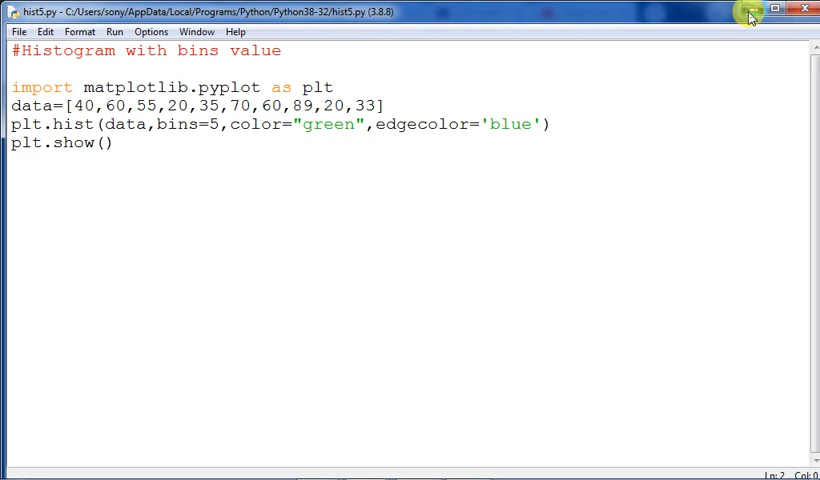 hist5.py - C:/Users/sony/AppData/Local/Programs/Python/Python38-32/hist5.py (3.8.8)
File Edit Format Run Options Window Help
#Histogram with bins value
import matplotlib.pyplot as plt
data=[40,60,55,20,35,70,60,89,20,33]
plt.hist(data,bins=5,color="green",edgecolor='blue')
plt.show()
Ln: 2 Col: 0